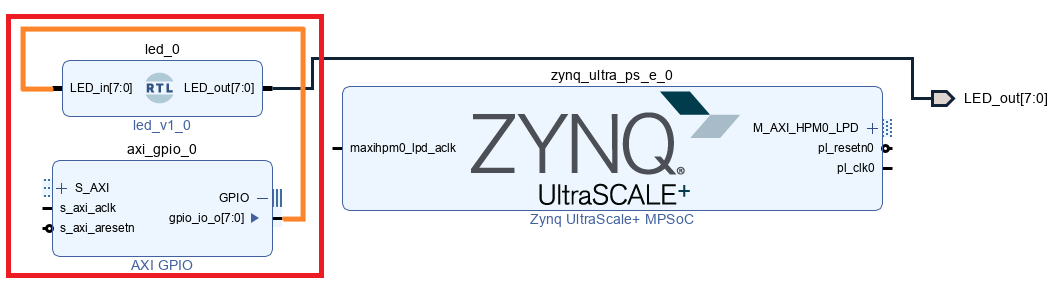 led_0
LED_in[7:0]
RTL
LED_out[7:0]
led_v1_0
axi_gpio_0
S_AXI
s_axi_aclk
s_axi_aresetn
GPIO
gpio_io_o[7:0]
AXI GPIO
zynq_ultra_ps_e_0
maxihpm0_lpd_aclk
ZYNQ®
UltraSCALE+
M_AXI_HPM0_LPD
pl_resetn0
pl_clk0
Zynq UltraScale+ MPSoC
LED_out[7:0]